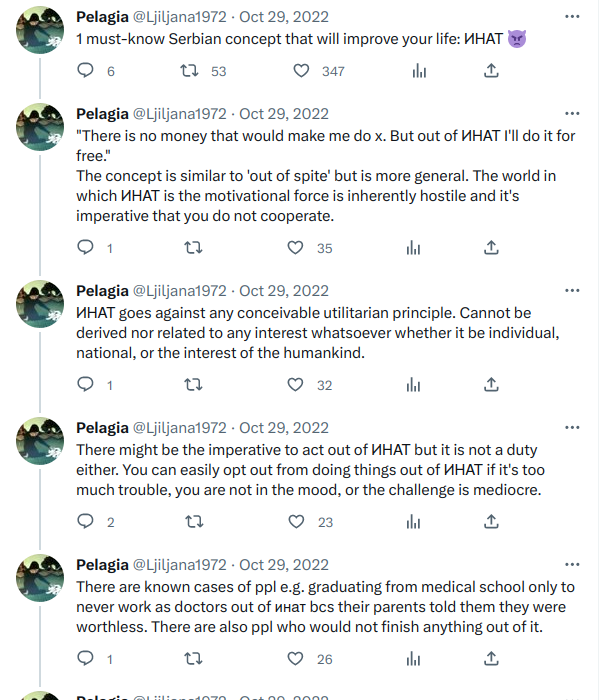 Pelagia @Ljiljana1972 · Oct 29, 2022
1 must-know Serbian concept that will improve your life: ИНАТ 👿
6 53 347
Pelagia @Ljiljana1972 · Oct 29, 2022
"There is no money that would make me do x. But out of ИНАТ I'll do it for
free."
The concept is similar to 'out of spite' but is more general. The world in
which ИНАТ is the motivational force is inherently hostile and it's
imperative that you do not cooperate.
1 35
Pelagia @Ljiljana1972 · Oct 29, 2022
ИНАТ goes against any conceivable utilitarian principle. Cannot be
derived nor related to any interest whatsoever whether it be individual,
national, or the interest of the humankind.
1 32
Pelagia @Ljiljana1972 · Oct 29, 2022
There might be the imperative to act out of ИНАТ but it is not a duty
either. You can easily opt out from doing things out of ИНАТ if it's too
much trouble, you are not in the mood, or the challenge is mediocre.
2 23
Pelagia @Ljiljana1972 · Oct 29, 2022
There are known cases of ppl e.g. graduating from medical school only to
never work as doctors out of инат bcs their parents told them they were
worthless. There are also ppl who would not finish anything out of it.
1 26